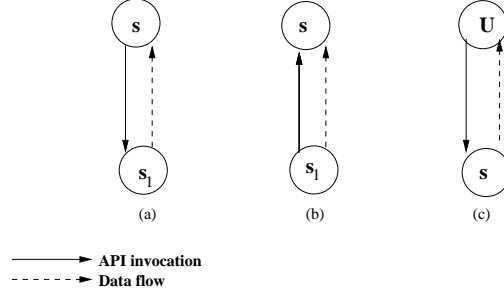 s s U
s1 s1 s
(a) (b) (c)
API invocation
Data flow